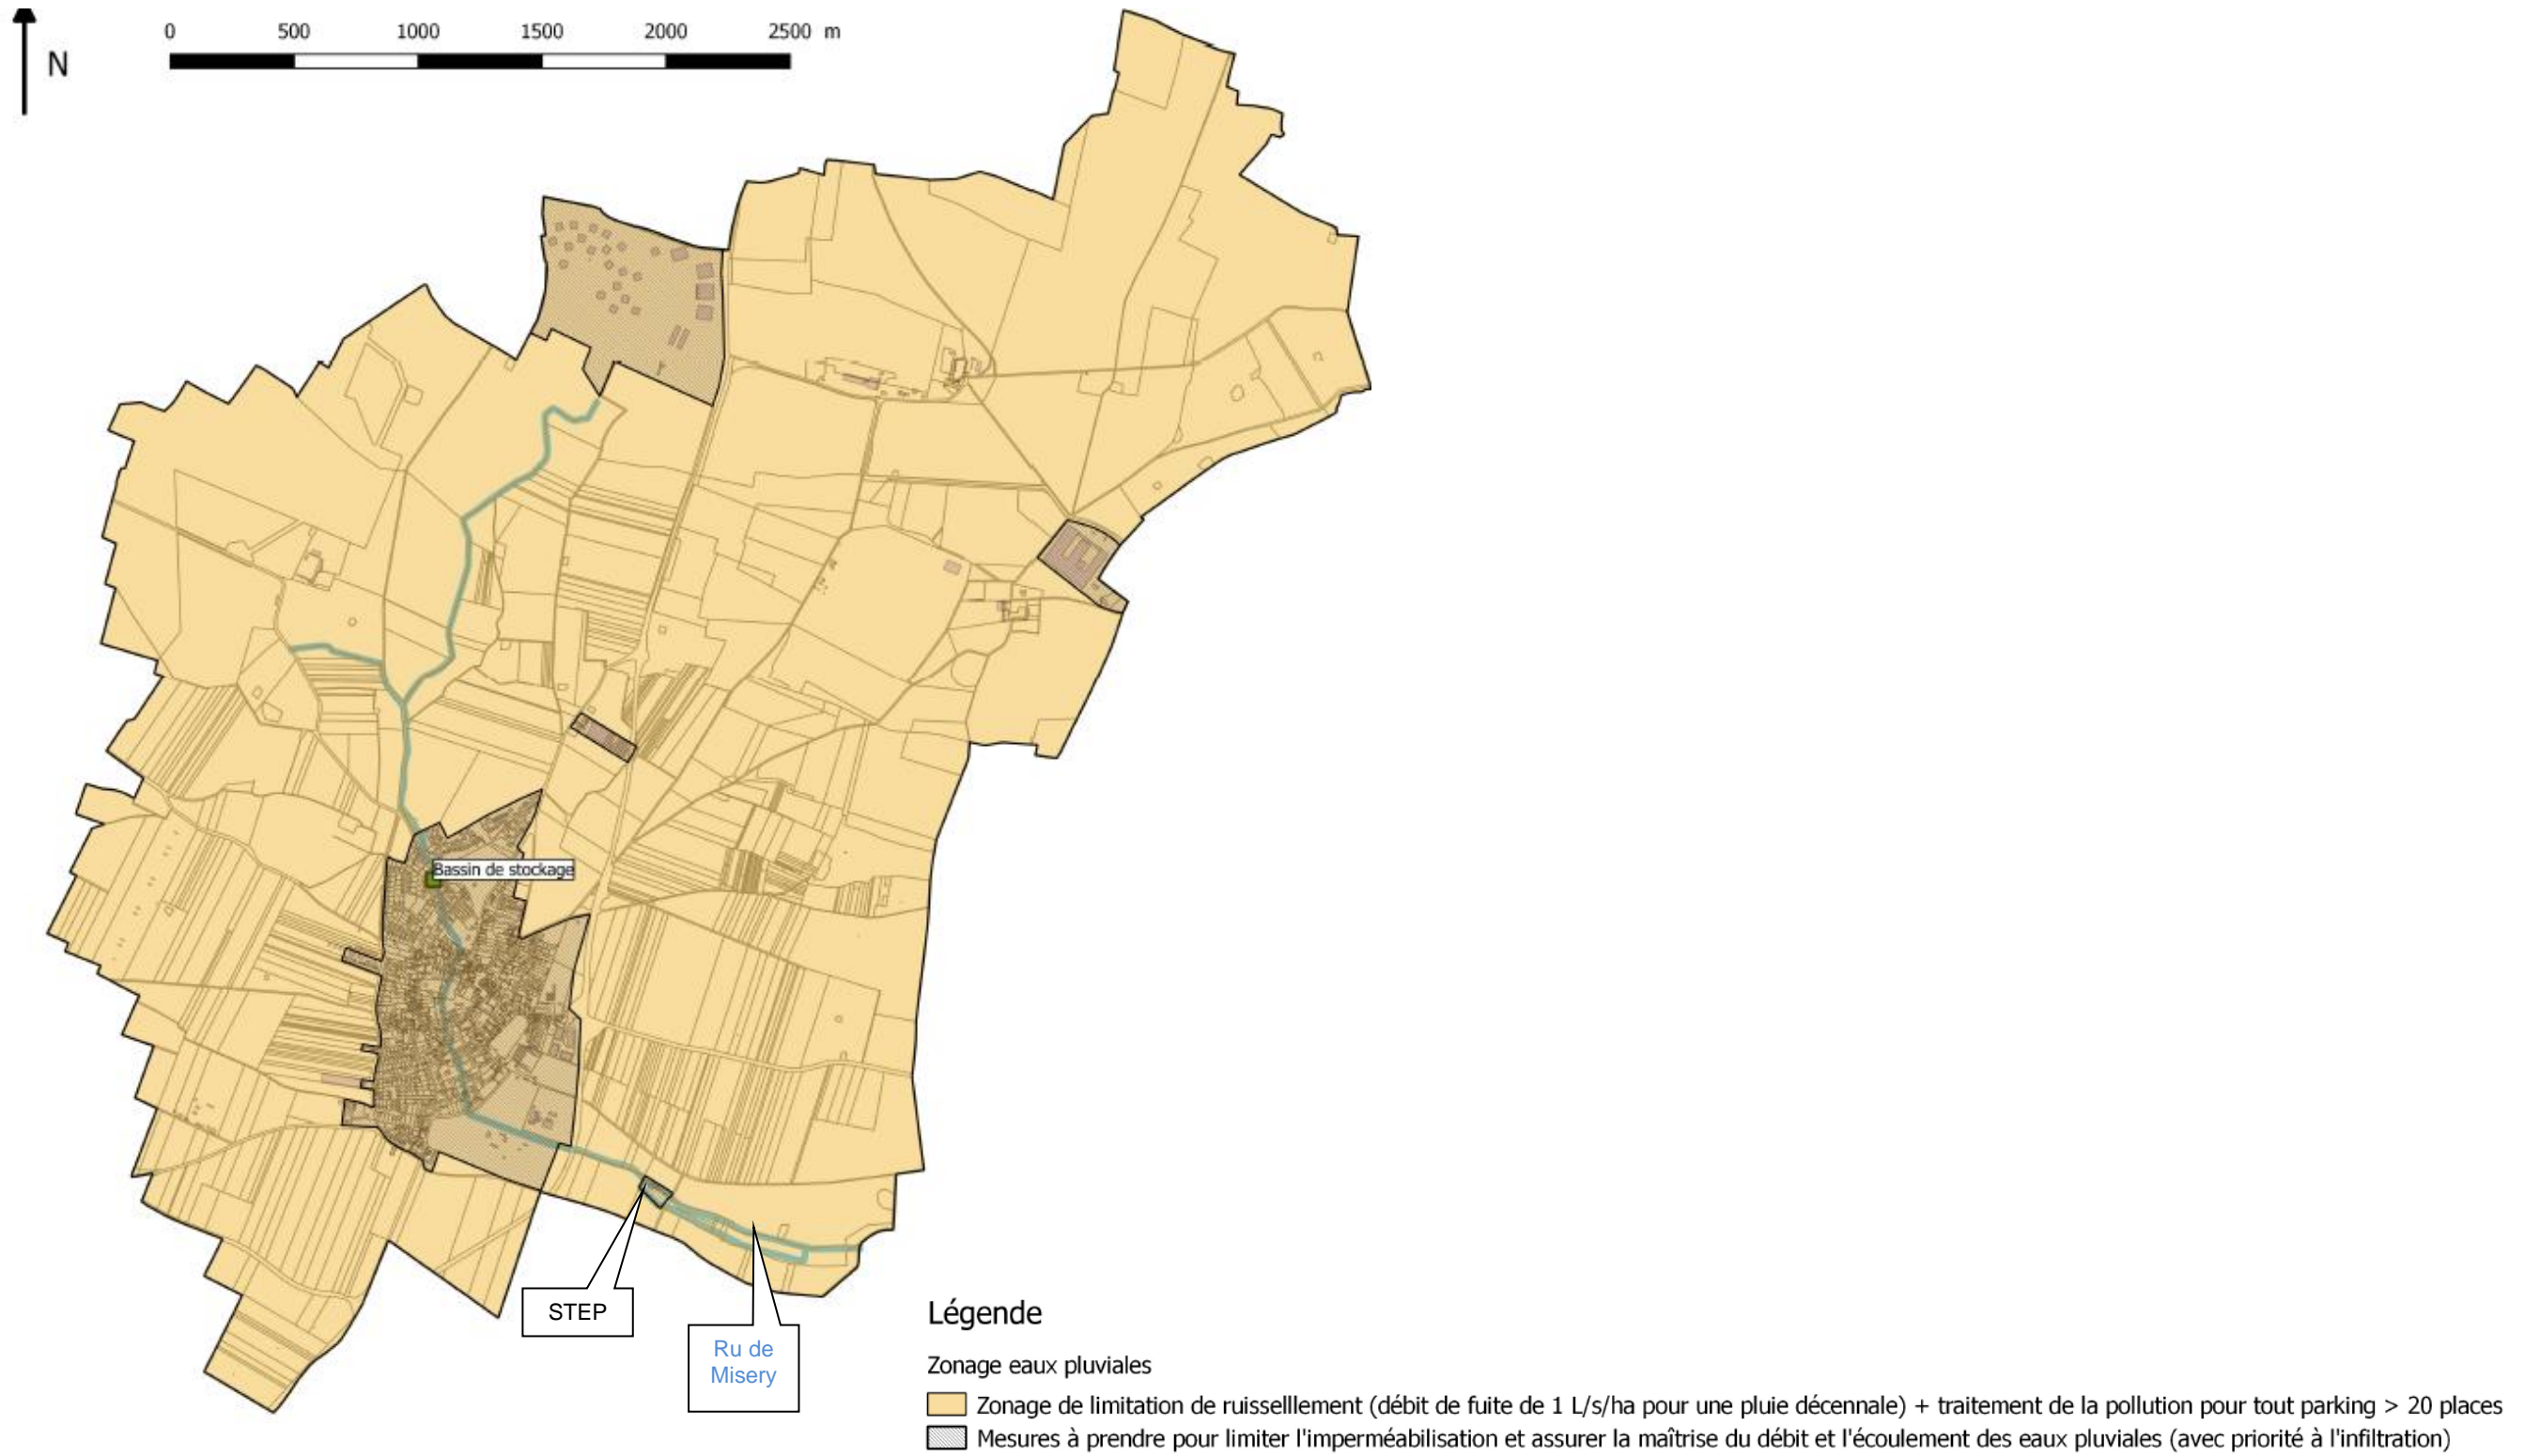 0 500 1000 1500 2000 2500 m
N
Bassin de stockage
STEP
Ru de
Misery
Légende
Zonage eaux pluviales
Zonage de limitation de ruisselllement (débit de fuite de 1 L/s/ha pour une pluie décennale) + traitement de la pollution pour tout parking > 20 places
Mesures à prendre pour limiter l'imperméabilisation et assurer la maîtrise du débit et l'écoulement des eaux pluviales (avec priorité à l'infiltration)